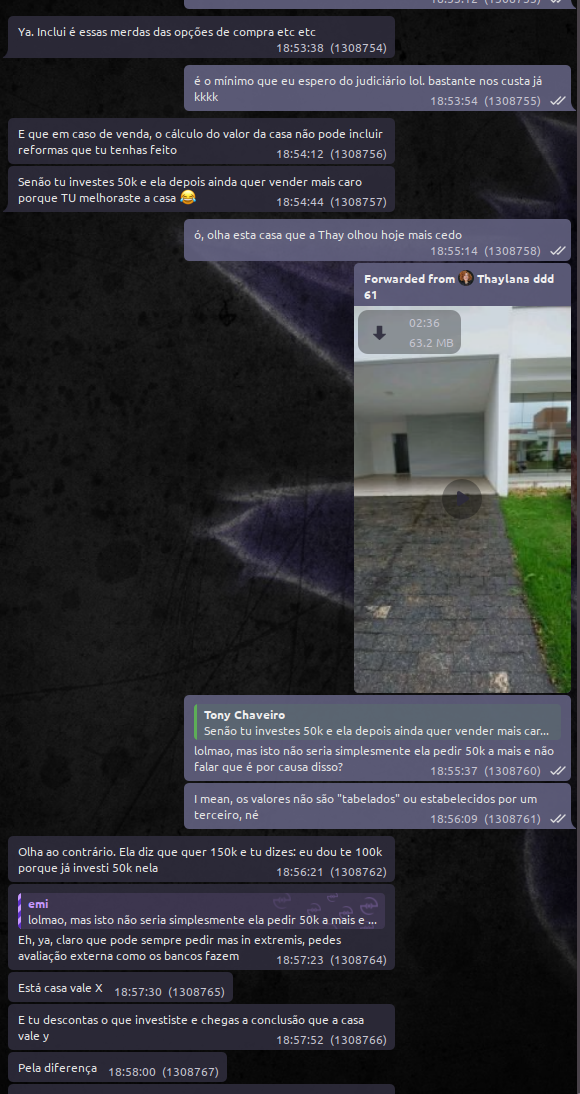 18:53:12 (1308753)
Ya. Inclui é essas merdas das opções de compra etc etc
18:53:38 (1308754)
é o mínimo que eu espero do judiciário lol. bastante nos custa já
kkkk
18:53:54 (1308755)
E que em caso de venda, o cálculo do valor da casa não pode incluir
reformas que tu tenhas feito
18:54:12 (1308756)
Senão tu investes 50k e ela depois ainda quer vender mais caro
porque TU melhoraste a casa 😂
18:54:44 (1308757)
ó, olha esta casa que a Thay olhou hoje mais cedo
18:55:14 (1308758)
Forwarded from Thaylana ddd
61
02:36
63.2 MB
Tony Chaveiro
Senão tu investes 50k e ela depois ainda quer vender mais car...
lolmao, mas isto não seria simplesmente ela pedir 50k a mais e não
falar que é por causa disso?
18:55:37 (1308760)
I mean, os valores não são "tabelados" ou estabelecidos por um
terceiro, né
18:56:09 (1308761)
Olha ao contrário. Ela diz que quer 150k e tu dizes: eu dou te 100k
porque já investi 50k nela
18:56:21 (1308762)
emi
lolmao, mas isto não seria simplesmente ela pedir 50k a mais e ...
Eh, ya, claro que pode sempre pedir mas in extremis, pedes
avaliação externa como os bancos fazem
18:57:23 (1308764)
Está casa vale X
18:57:30 (1308765)
E tu descontas o que investiste e chegas a conclusão que a casa
vale y
18:57:52 (1308766)
Pela diferença
18:58:00 (1308767)